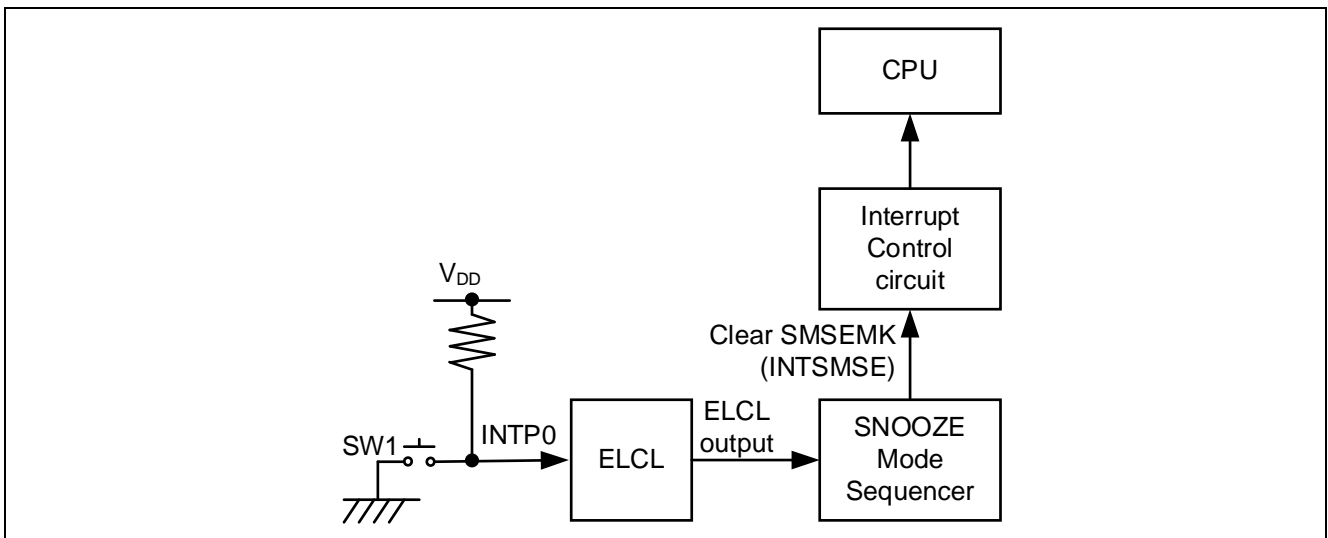 CPU
Interrupt
Control
circuit
VDD
Clear SMSEMK
(INTSMSE)
SW1
INTP0
ELCL
ELCL
output
SNOOZE
Mode
Sequencer